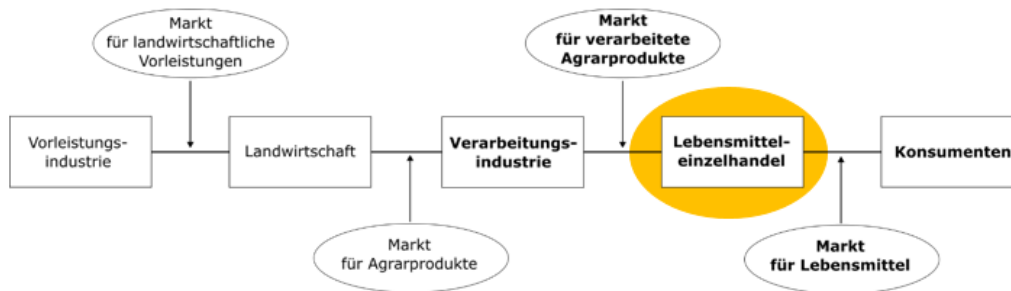 Markt
für landwirtschaftliche
Vorleistungen
Markt
für verarbeitete
Agrarprodukte
Vorleistungs-
industrie
Landwirtschaft
Verarbeitungs-
industrie
Lebensmittel-
einzelhandel
Konsumenten
Markt
für Agrarprodukte
Markt
für Lebensmittel